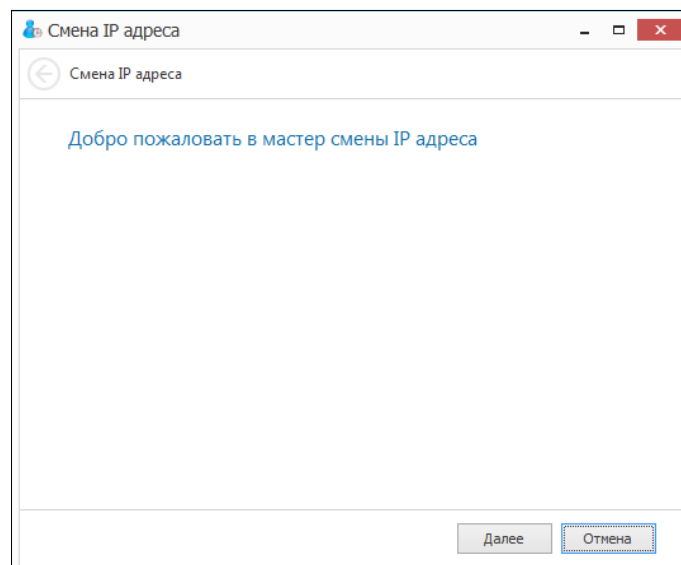 Смена IP адреса
Смена IP адреса
Добро пожаловать в мастер смены IP адреса
Далее Отмена